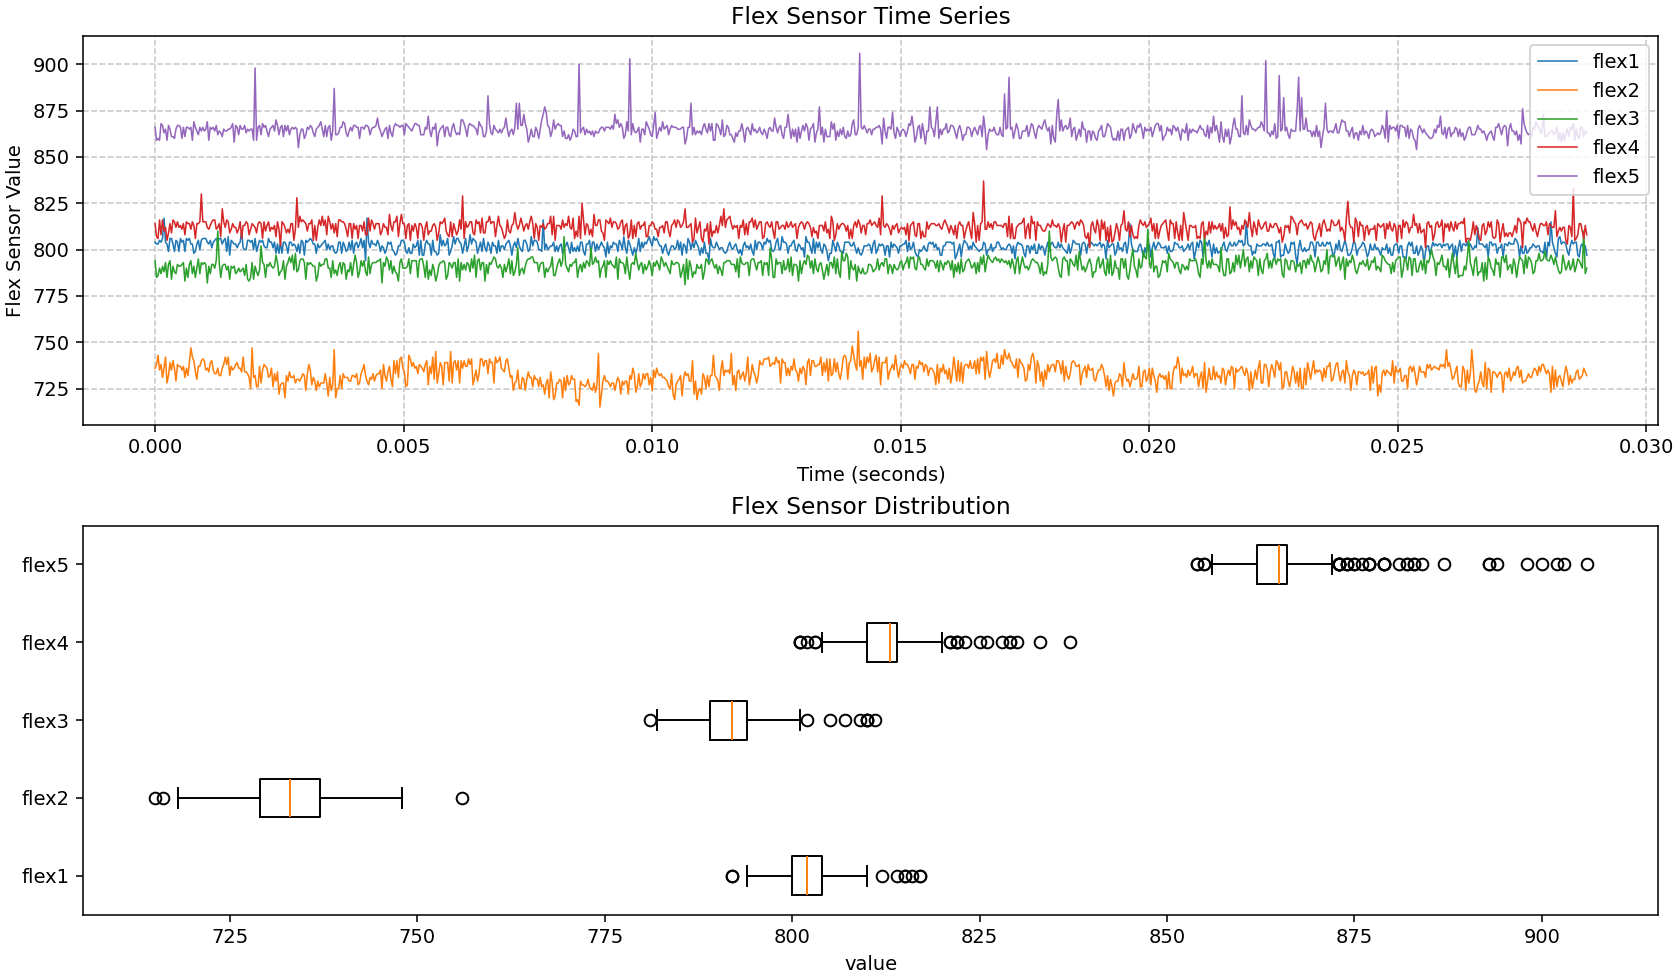 Flex Sensor Time Series
Flex Sensor Value
900
875
850
825
800
775
750
725
flex1
flex2
flex3
flex4
flex5
0.000 0.005 0.010 0.015 0.020 0.025 0.030
Time (seconds)
Flex Sensor Distribution
flex5
flex4
flex3
flex2
flex1
725 750 775 800 825 850 875 900
value